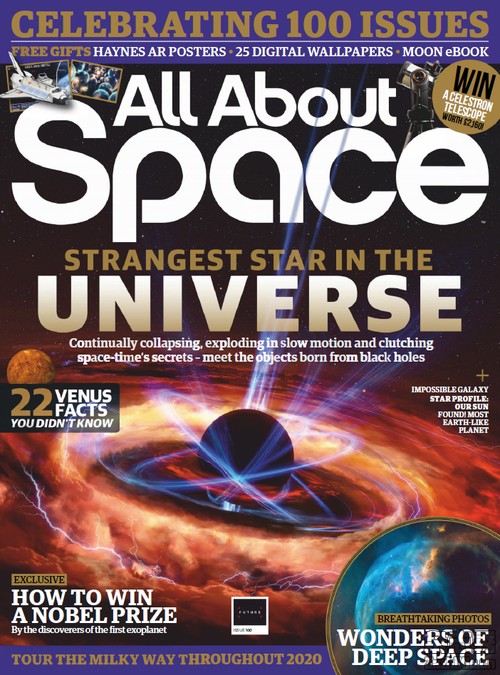 CELEBRATING 100 ISSUES
FREE GIFTS HAYNES AR POSTERS • 25 DIGITAL WALLPAPERS • MOON eBOOK
WIN
A CELESTRON
TELESCOPE
WORTH £2,160!
All About
Space
STRANGEST STAR IN THE
UNIVERSE
Continually collapsing, exploding in slow motion and clutching
space-time's secrets – meet the objects born from black holes
22 VENUS
FACTS
YOU DIDN'T KNOW
+
IMPOSSIBLE GALAXY
STAR PROFILE:
OUR SUN
FOUND! MOST
EARTH-LIKE
PLANET
EXCLUSIVE
HOW TO WIN
A NOBEL PRIZE
By the discoverers of the first exoplanet
FUTURE
ISSUE 100
BREATHTAKING PHOTOS
WONDERS OF
DEEP SPACE
TOUR THE MILKY WAY THROUGHOUT 2020